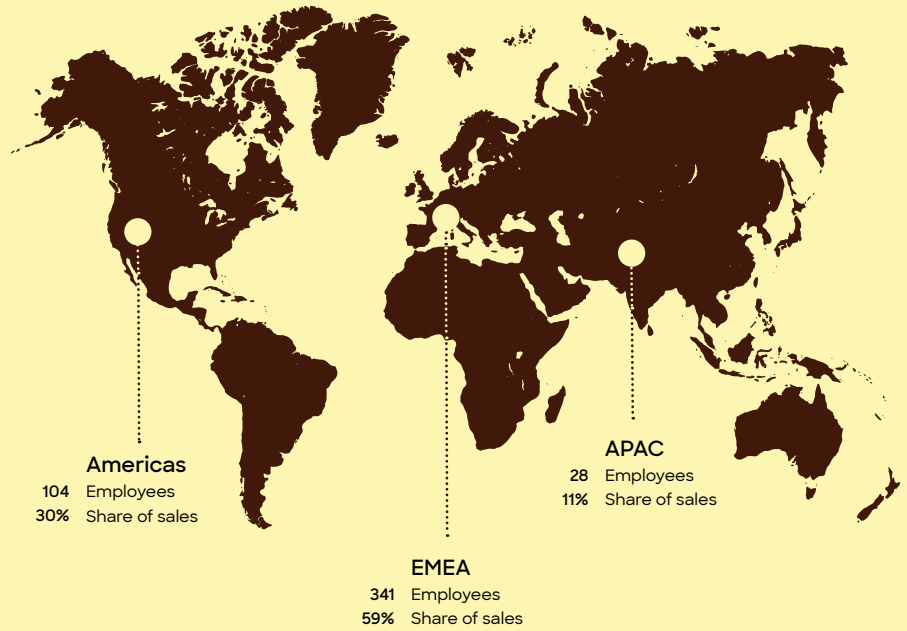 Americas
104 Employees
30% Share of sales
APAC
28 Employees
11% Share of sales
EMEA
341 Employees
59% Share of sales